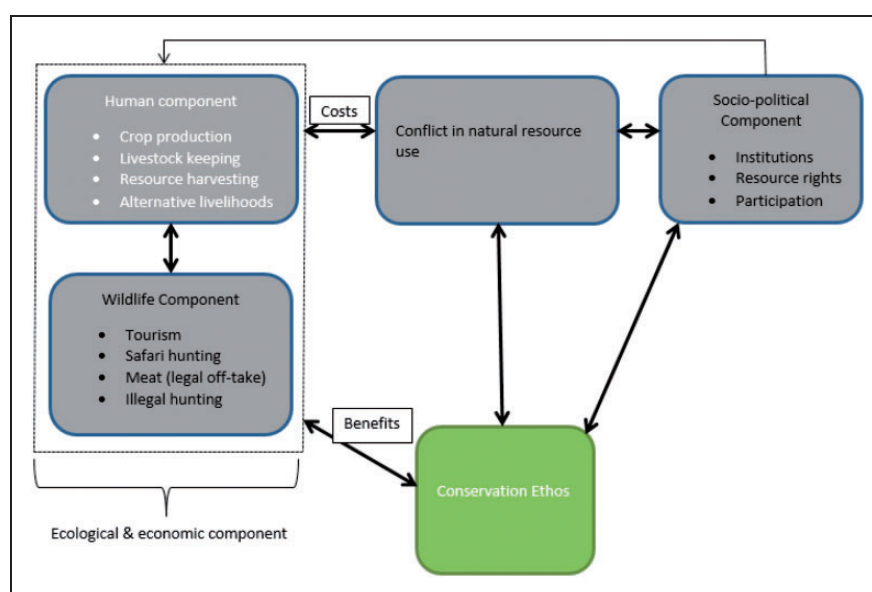 Human component
• Crop production
• Livestock keeping
• Resource harvesting
• Alternative livelihoods
Costs
Conflict in natural resource
use
Socio-political
Component
• Institutions
• Resource rights
• Participation
Wildlife Component
• Tourism
• Safari hunting
• Meat (legal off-take)
• Illegal hunting
Benefits
Conservation Ethos
Ecological & economic component